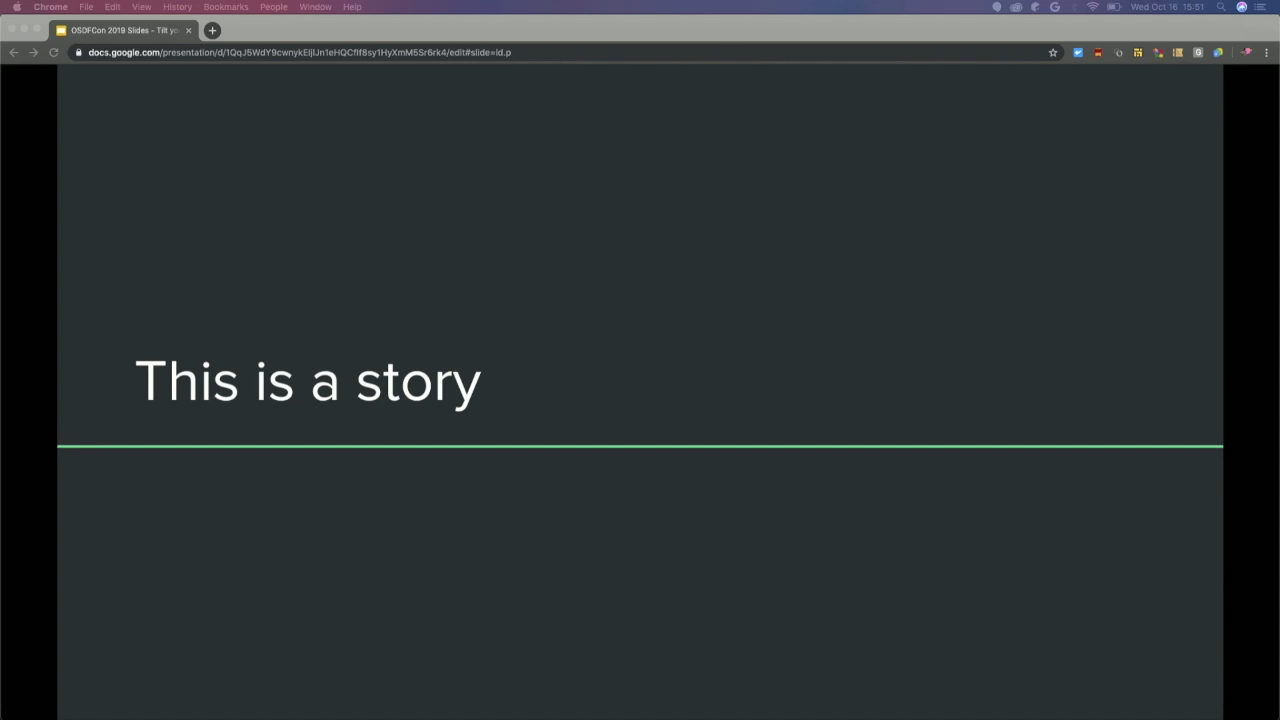 Chrome File Edit View History Bookmarks People Window Help Wed Oct 16 15:51
OSDFCon 2019 Slides - Tilt yo
docs.google.com/presentation/d/1QqJ5WdY9cwnykEljlJn1eHQCfIf8sy1HyXmM5Sr6rk4/edit#slide=id.p
This is a story